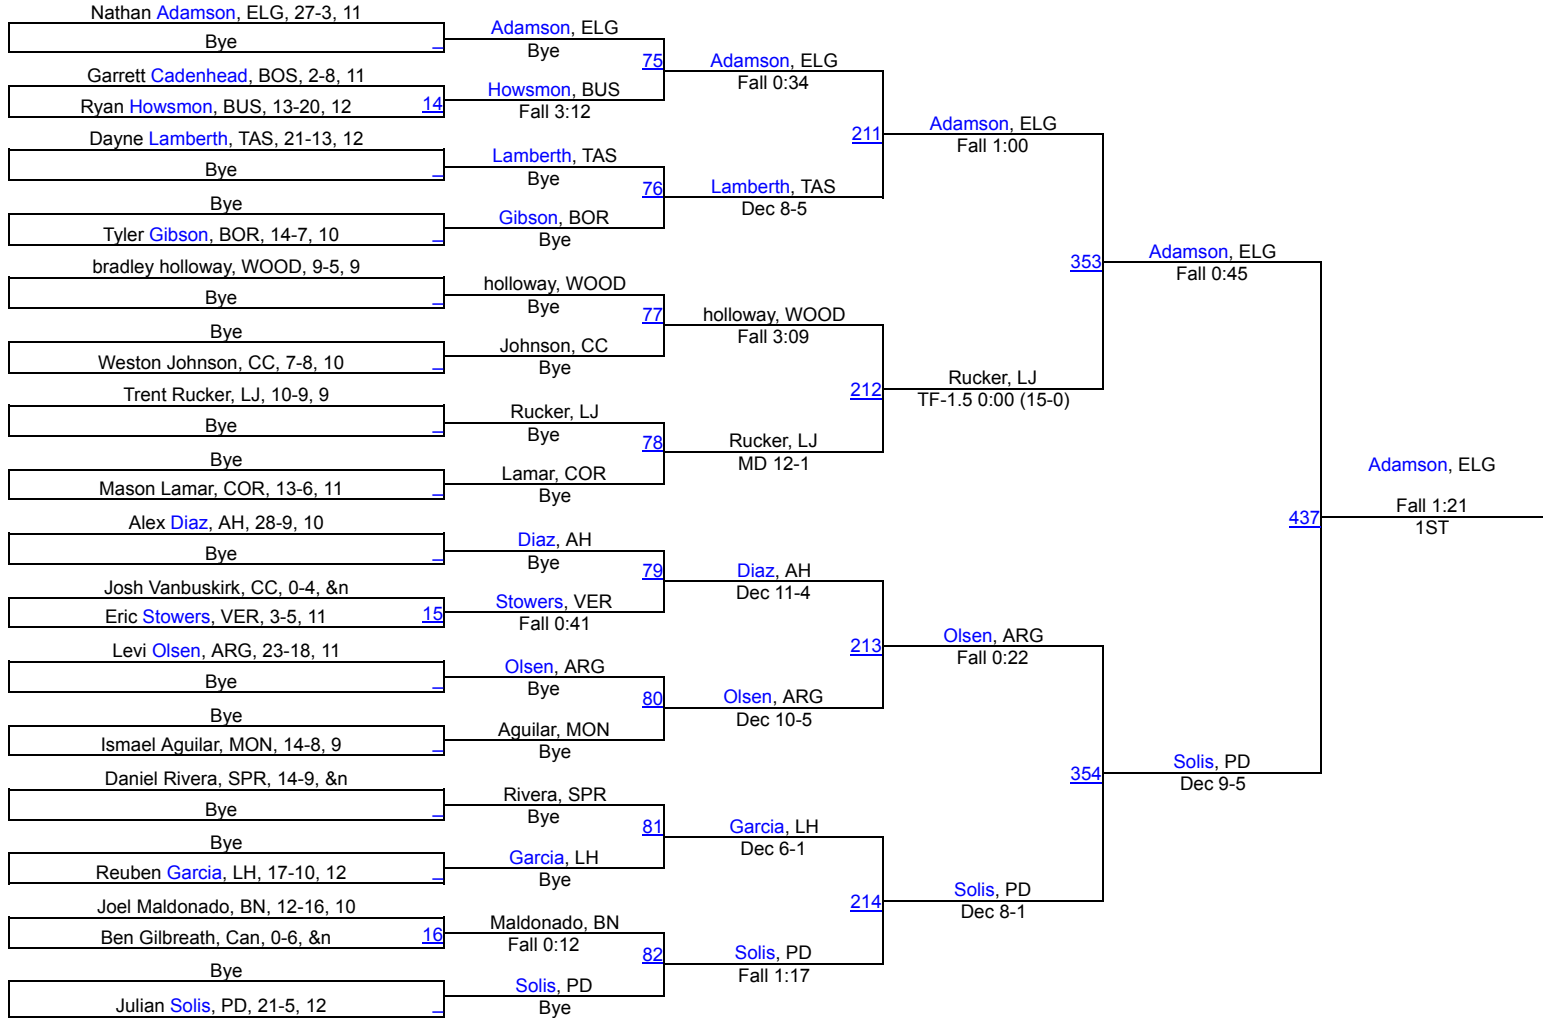 Nathan Adamson, ELG, 27-3, 11
Bye
Garrett Cadenhead, BOS, 2-8, 11
Ryan Howsmon, BUS, 13-20, 12
14
Dayne Lamberth, TAS, 21-13, 12
Bye
Bye
Tyler Gibson, BOR, 14-7, 10
bradley holloway, WOOD, 9-5, 9
Bye
Bye
Weston Johnson, CC, 7-8, 10
Trent Rucker, LJ, 10-9, 9
Bye
Bye
Mason Lamar, COR, 13-6, 11
Alex Diaz, AH, 28-9, 10
Bye
Josh Vanbuskirk, CC, 0-4, &n
Eric Stowers, VER, 3-5, 11
15
Levi Olsen, ARG, 23-18, 11
Bye
Bye
Ismael Aguilar, MON, 14-8, 9
Daniel Rivera, SPR, 14-9, &n
Bye
Bye
Reuben Garcia, LH, 17-10, 12
Joel Maldonado, BN, 12-16, 10
Ben Gilbreath, Can, 0-6, &n
16
Bye
Julian Solis, PD, 21-5, 12
Adamson, ELG
Bye
75
Howsmon, BUS
Fall 3:12
Lamberth, TAS
Bye
76
Gibson, BOR
Bye
holloway, WOOD
Bye
77
Johnson, CC
Bye
Rucker, LJ
Bye
78
Lamar, COR
Bye
Diaz, AH
Bye
79
Stowers, VER
Fall 0:41
Olsen, ARG
Bye
80
Aguilar, MON
Bye
Rivera, SPR
Bye
81
Garcia, LH
Bye
Maldonado, BN
Fall 0:12
82
Solis, PD
Bye
Adamson, ELG
Fall 0:34
211
Lamberth, TAS
Dec 8-5
holloway, WOOD
Fall 3:09
212
Rucker, LJ
MD 12-1
Diaz, AH
Dec 11-4
213
Olsen, ARG
Dec 10-5
Garcia, LH
Dec 6-1
214
Solis, PD
Fall 1:17
Adamson, ELG
Fall 1:00
353
Rucker, LJ
TF-1.5 0:00 (15-0)
Olsen, ARG
Fall 0:22
354
Solis, PD
Dec 8-1
Adamson, ELG
Fall 0:45
437
Solis, PD
Dec 9-5
Adamson, ELG
Fall 1:21
1ST